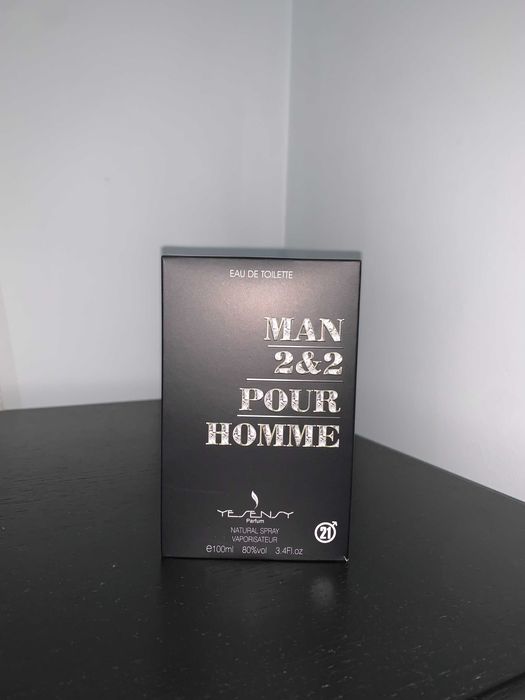 EAU DE TOILETTE
MAN
2&2
POUR
HOMME
YESENSY
Parfum
NATURAL SPRAY
VAPORISATEUR
21
℮100ml 80%vol 3.4Fl.oz